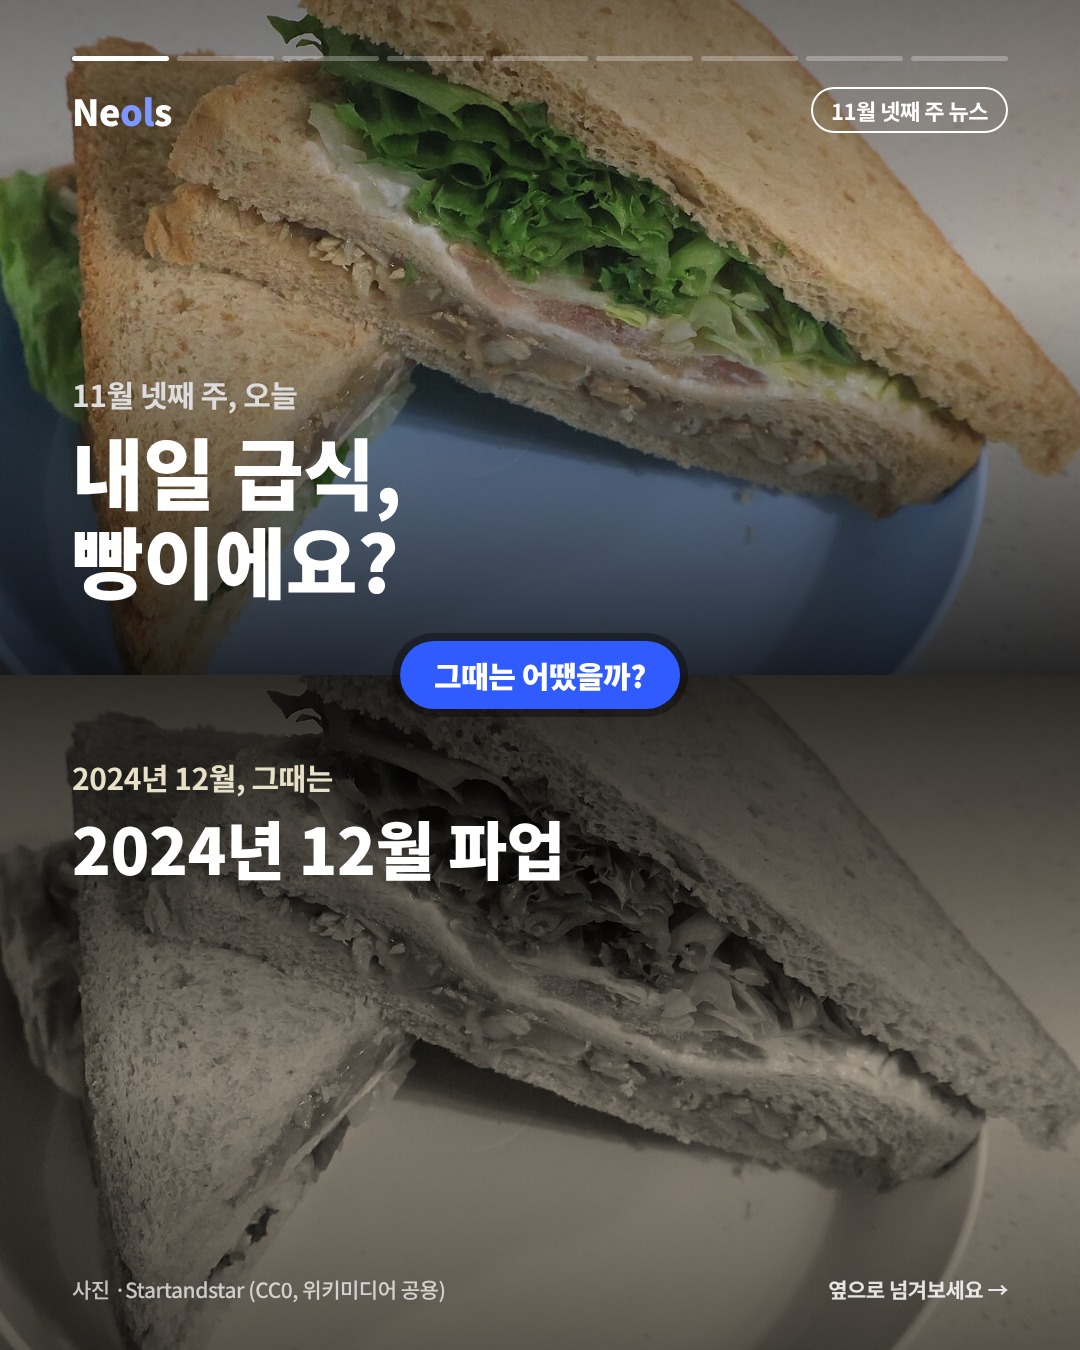 Neols
11월 넷째 주 뉴스
11월 넷째 주, 오늘
내일 급식,
빵이에요?
그때는 어땠을까?
2024년 12월, 그때는
2024년 12월 파업
사진 · Startandstar (CC0, 위키미디어 공용)
옆으로 넘겨보세요 →